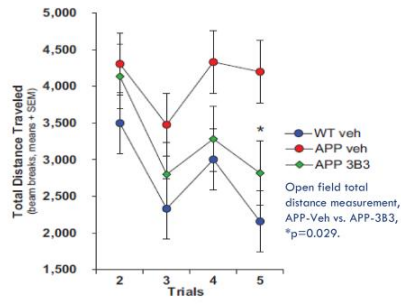 5,000
4,500
4,000
3,500
3,000
2,500
2,000
1,500
Total Distance Traveled
(beam breaks, means + SEM)
2 3 4 5
Trials
*
WT veh
APP veh
APP 3B3
Open field total
distance measurement,
APP-Veh vs. APP-3B3,
*p=0.029.